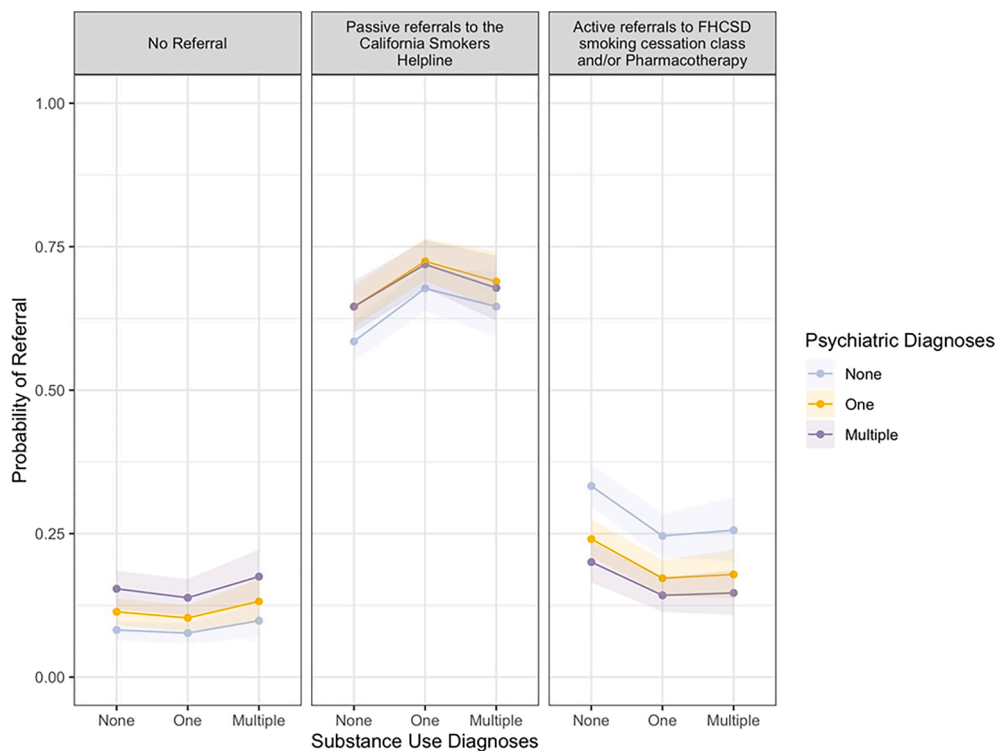 No Referral
Passive referrals to the
California Smokers
Helpline
Active referrals to FHCSD
smoking cessation class
and/or Pharmacotherapy
Probability of Referral
1.00
0.75
0.50
0.25
0.00
None One Multiple
None One Multiple
None One Multiple
Substance Use Diagnoses
Psychiatric Diagnoses
None
One
Multiple